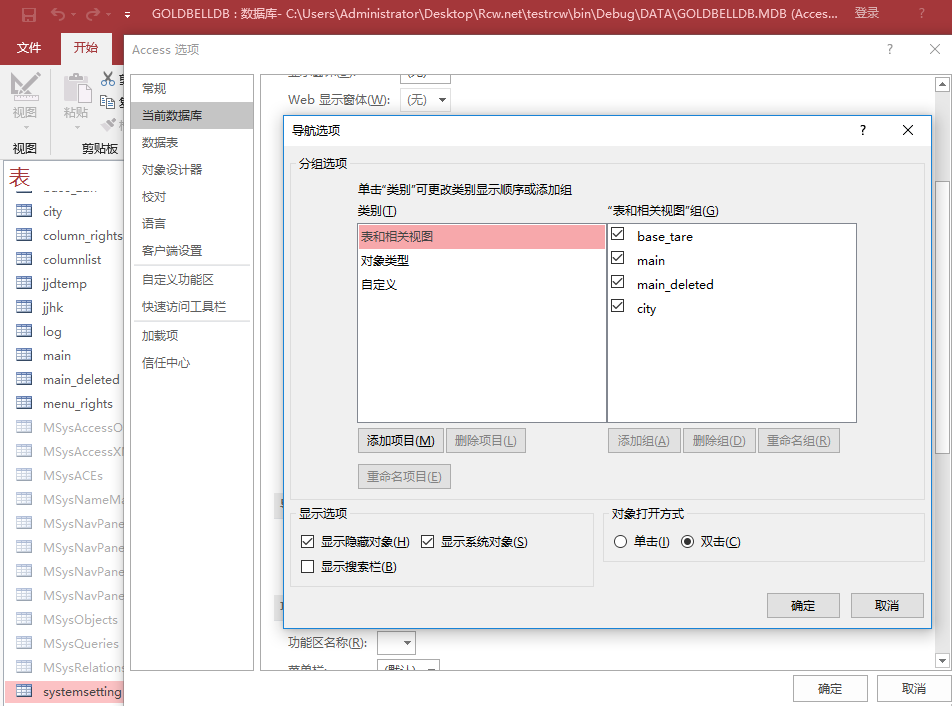 GOLDBELLDB : 数据库- C:\Users\Administrator\Desktop\Rcw.net\testrcw\bin\Debug\DATA\GOLDBELLDB.MDB (Acces...
登录
?
文件
开始
Access 选项
?
视图
粘贴
视图
剪贴板
表
city
column_rights
columnlist
jjdtemp
jjhk
log
main
main_deleted
menu_rights
MSysAccessO
MSysAccessX
MSysACEs
MSysNameMa
MSysNavPane
MSysNavPane
MSysNavPane
MSysNavPane
MSysObjects
MSysQueries
MSysRelations
systemsetting
常规
当前数据库
数据表
对象设计器
校对
语言
客户端设置
自定义功能区
快速访问工具栏
加载项
信任中心
Web 显示窗体(W):
(无)
导航选项
?
分组选项
单击“类别”可更改类别显示顺序或添加组
类别(T)
“表和相关视图”组(G)
表和相关视图
对象类型
自定义
base_tare
main
main_deleted
city
添加项目(M)
删除项目(L)
添加组(A)
删除组(D)
重命名组(R)
重命名项目(E)
显示选项
显示隐藏对象(H)
显示系统对象(S)
显示搜索栏(B)
对象打开方式
单击(I)
双击(C)
确定
取消
功能区名称(R):
(默认)
确定
取消